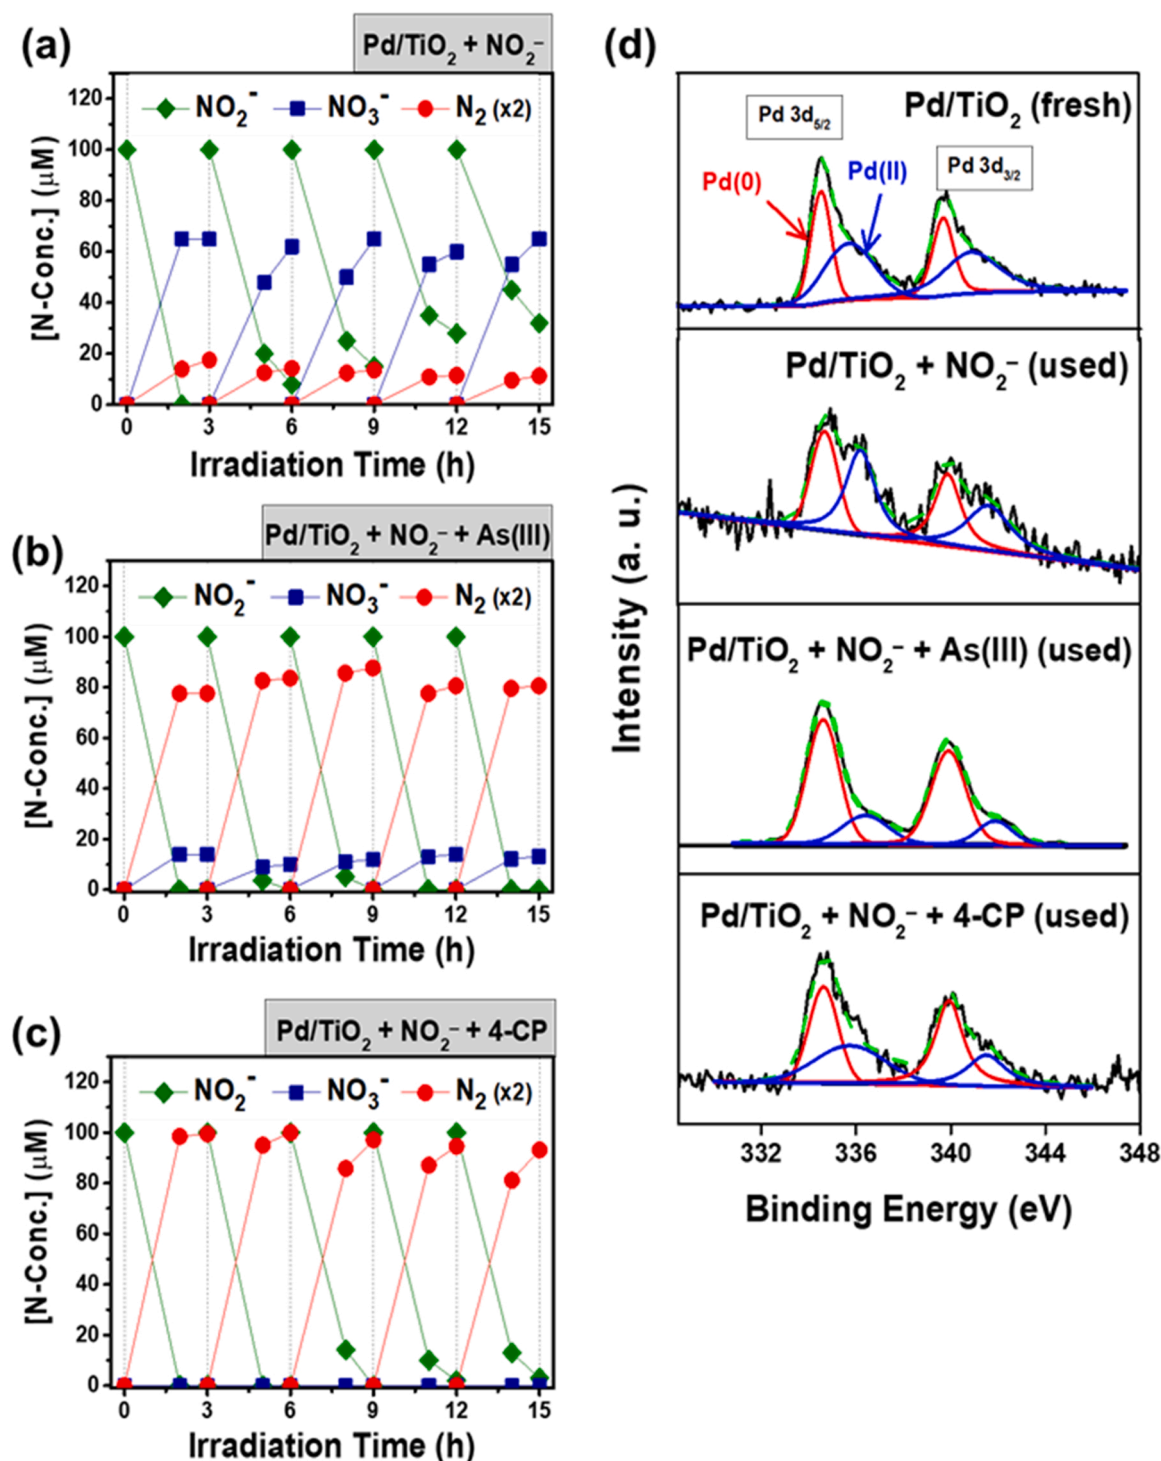 (a)
Pd/TiO₂ + NO₂⁻
NO₂⁻ NO₃⁻ N₂ (x2)
120
100
80
60
40
20
0
0 3 6 9 12 15
[N-Conc.] (μM)
Irradiation Time (h)
(b)
Pd/TiO₂ + NO₂⁻ + As(III)
NO₂⁻ NO₃⁻ N₂ (x2)
120
100
80
60
40
20
0
0 3 6 9 12 15
[N-Conc.] (μM)
Irradiation Time (h)
(c)
Pd/TiO₂ + NO₂⁻ + 4-CP
NO₂⁻ NO₃⁻ N₂ (x2)
120
100
80
60
40
20
0
0 3 6 9 12 15
[N-Conc.] (μM)
Irradiation Time (h)
(d)
Pd/TiO₂ (fresh)
Pd 3d₅/₂
Pd(0)
Pd(II)
Pd 3d₃/₂
Pd/TiO₂ + NO₂⁻ (used)
Pd/TiO₂ + NO₂⁻ + As(III) (used)
Pd/TiO₂ + NO₂⁻ + 4-CP (used)
Intensity (a. u.)
332 336 340 344 348
Binding Energy (eV)